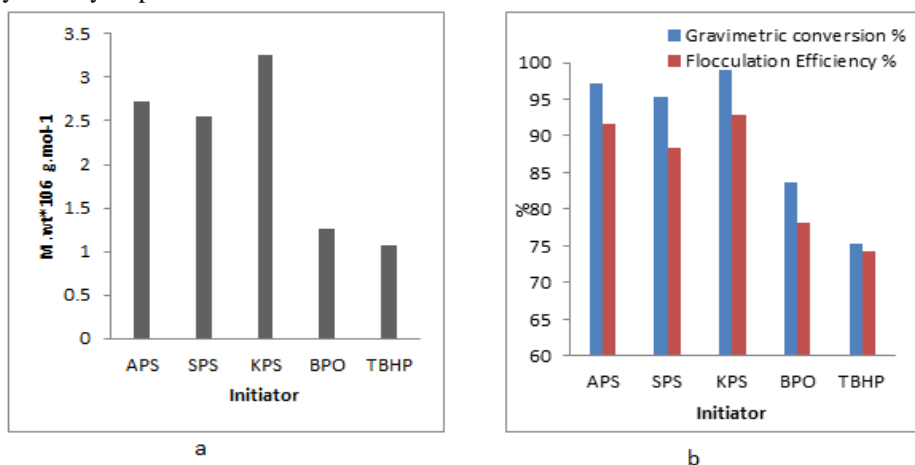 3.5
3
2.5
2
1.5
1
0.5
0
M.wt*106 g.mol-1
APS SPS KPS BPO TBHP
Initiator
a
Gravimetric conversion %
Flocculation Efficiency %
100
95
90
85
80
75
70
65
60
%
APS SPS KPS BPO TBHP
Initiator
b